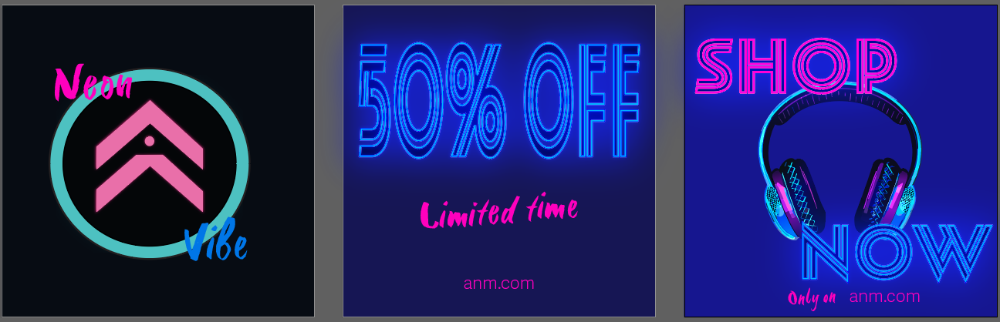 Neon
Vibe
50% OFF
Limited time
anm.com
SHOP
NOW
Only on anm.com